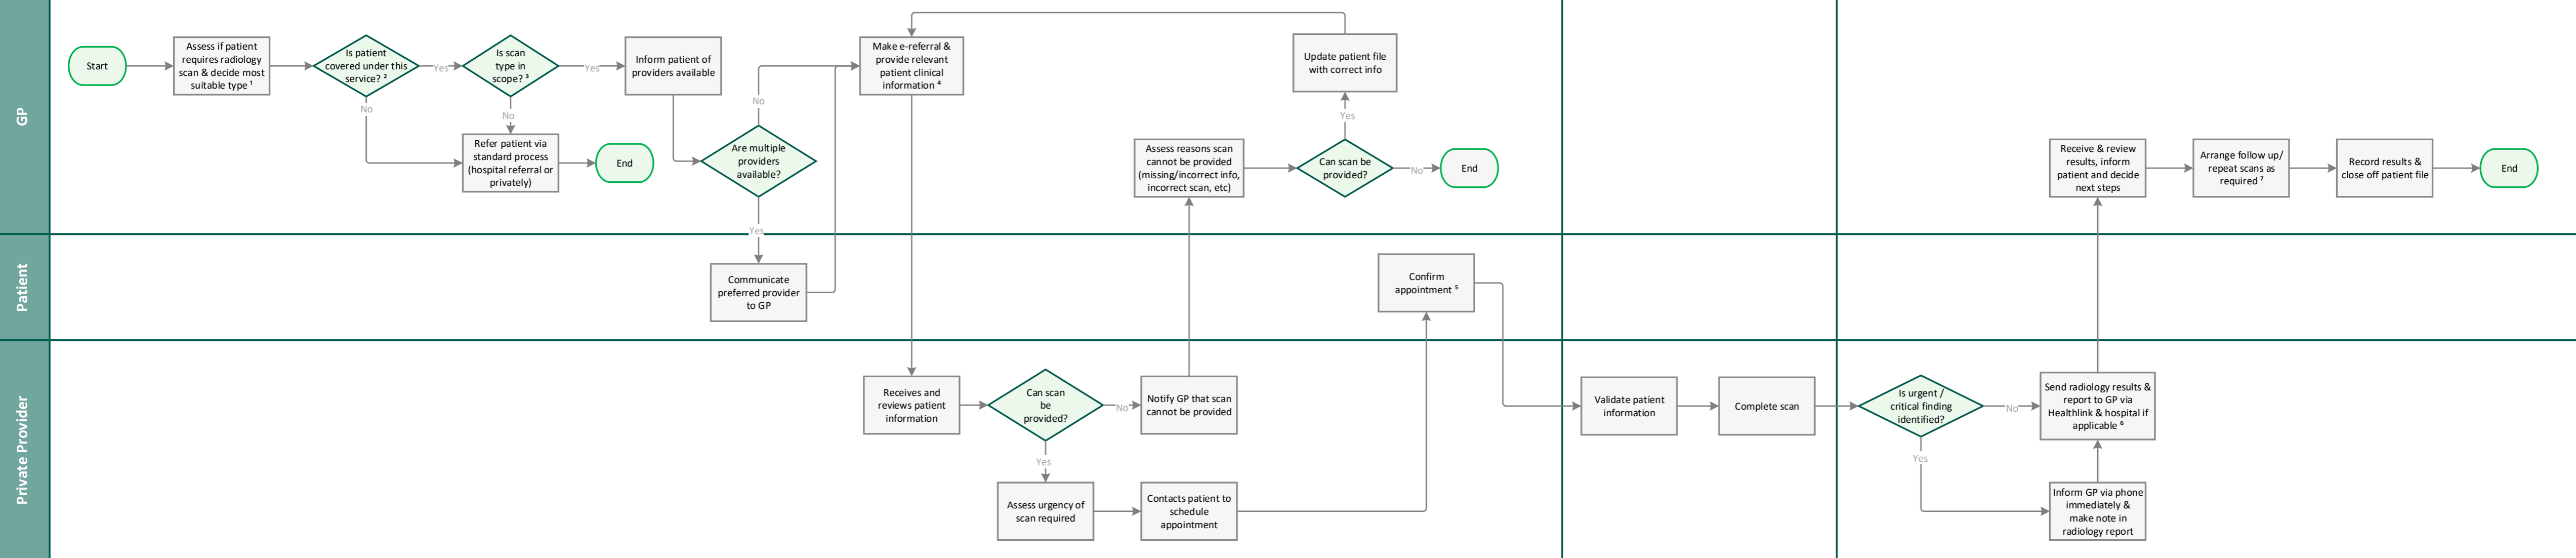 GP
Start
Assess if patient
requires radiology
scan & decide most
suitable type ¹
Is patient
covered under this
service? ²
Yes
No
Is scan
type in
scope? ³
Yes
No
Refer patient via
standard process
(hospital referral or
privately)
End
Inform patient of
providers available
Are multiple
providers
available?
No
Yes
Make e-referral &
provide relevant
patient clinical
information ⁴
Assess reasons scan
cannot be provided
(missing/incorrect info,
incorrect scan, etc)
Can scan be
provided?
Yes
No
End
Update patient file
with correct info
Receive & review
results, inform
patient and decide
next steps
Arrange follow up/
repeat scans as
required ⁷
Record results &
close off patient file
End
Patient
Communicate
preferred provider
to GP
Confirm
appointment ⁵
Private Provider
Receives and
reviews patient
information
Can scan
be
provided?
No
Yes
Notify GP that scan
cannot be provided
Assess urgency of
scan required
Contacts patient to
schedule
appointment
Validate patient
information
Complete scan
Is urgent /
critical finding
identified?
No
Yes
Send radiology results &
report to GP via
Healthlink & hospital if
applicable ⁶
Inform GP via phone
immediately &
make note in
radiology report